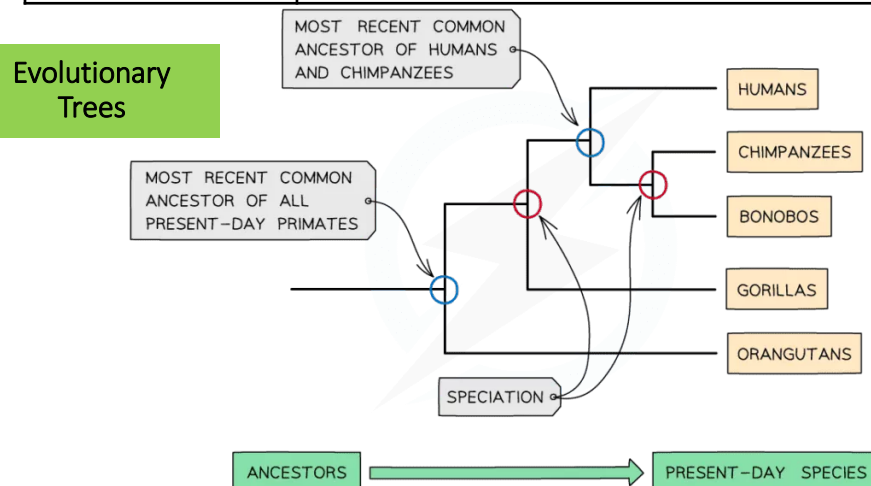 Evolutionary
Trees
MOST RECENT COMMON
ANCESTOR OF HUMANS
AND CHIMPANZEES
MOST RECENT COMMON
ANCESTOR OF ALL
PRESENT-DAY PRIMATES
HUMANS
CHIMPANZEES
BONOBOS
GORILLAS
ORANGUTANS
SPECIATION
ANCESTORS
PRESENT-DAY SPECIES